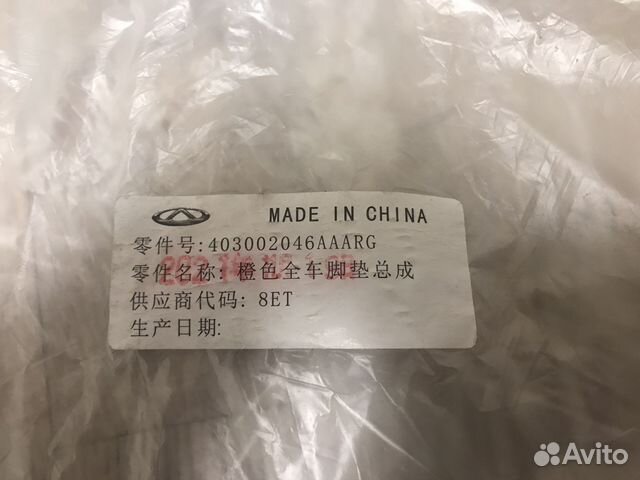 MADE IN CHINA
零件号:403002046AAARG
零件名称: 橙色全车脚垫总成
供应商代码: 8ET
生产日期:
Avito